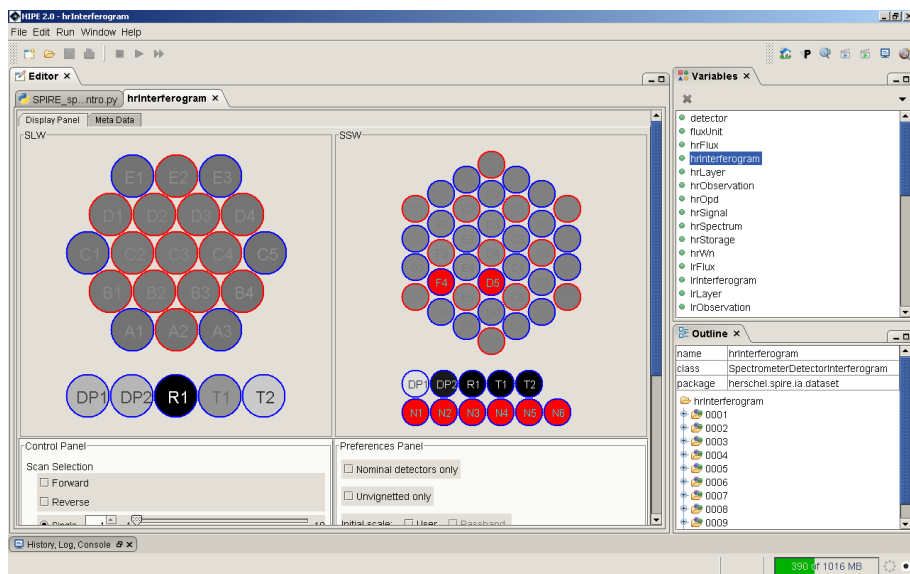 HIPE 2.0 - hrInterferogram
File Edit Run Window Help
Editor
SPIRE_sp...ntro.py
hrInterferogram
Display Panel
Meta Data
SLW
E1 E2 E3
D1 D2 D3 D4
C1 C2 C3 C4 C5
B1 B2 B3 B4
A1 A2 A3
DP1 DP2 R1 T1 T2
SSW
F4 D5
DP1 DP2 R1 T1 T2
N1 N2 N3 N4 N5 N6
Control Panel
Scan Selection
Forward
Reverse
Preferences Panel
Nominal detectors only
Unvignetted only
Initial scale: User Passband
Variables
detector
fluxUnit
hrFlux
hrInterferogram
hrLayer
hrObservation
hrOpd
hrSignal
hrSpectrum
hrStorage
hrWn
lrFlux
lrInterferogram
lrLayer
lrObservation
Outline
name hrInterferogram
class SpectrometerDetectorInterferogram
package herschel.spire.ia.dataset
hrInterferogram
0001
0002
0003
0004
0005
0006
0007
0008
0009
History, Log, Console
390 of 1016 MB